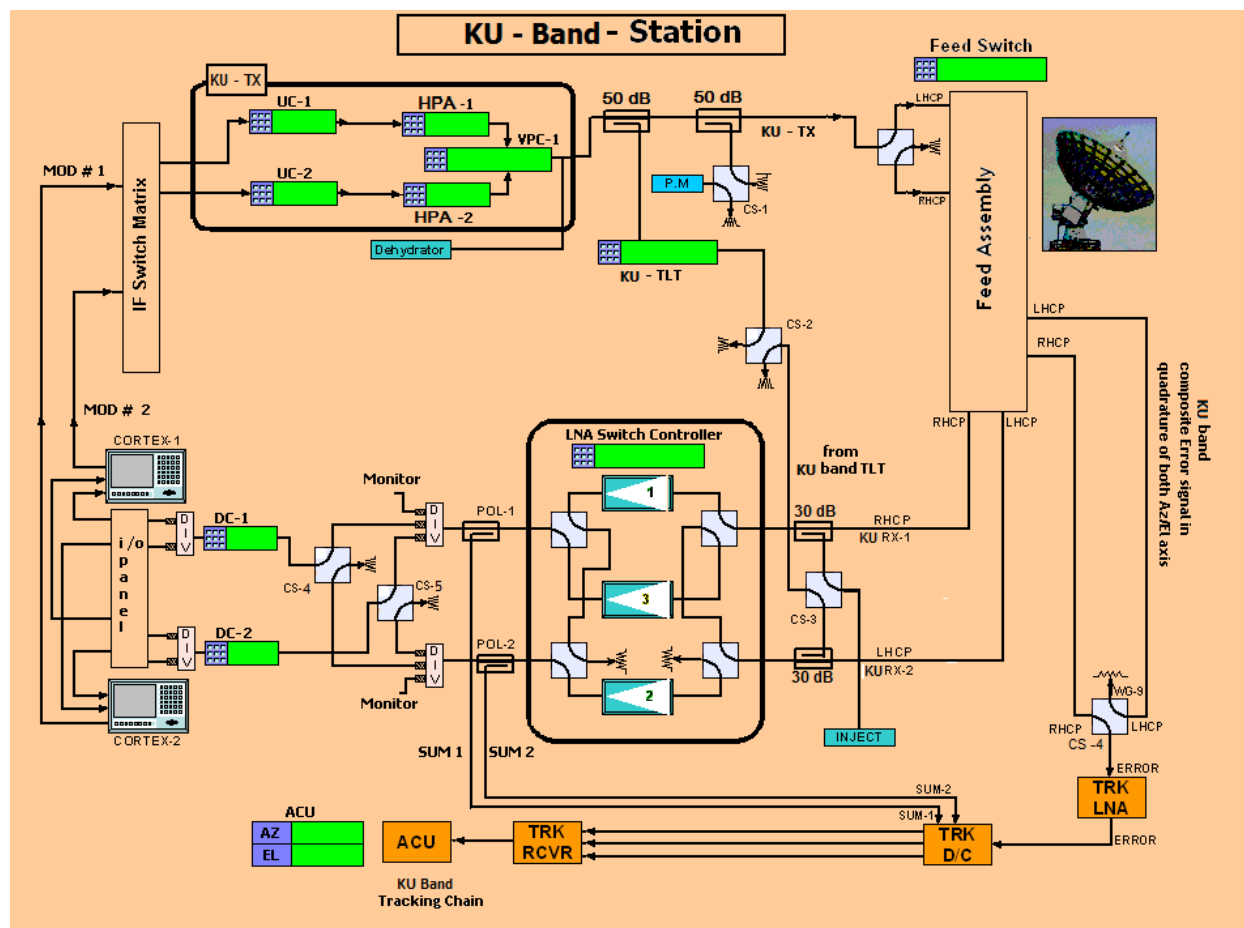 KU - Band - Station
Feed Switch
KU - TX
UC-1
HPA -1
VPC-1
UC-2
HPA -2
50 dB
50 dB
KU - TX
LHCP
RHCP
MOD # 1
IF Switch Matrix
P.M
CS-1
Dehydrator
KU - TLT
Feed Assembly
CS-2
LHCP
RHCP
KU band
composite Error signal in
quadrature of both Az/El axis
MOD # 2
CORTEX-1
LNA Switch Controller
from
KU band TLT
RHCP
LHCP
Monitor
DIV
DC-1
DIV
POL-1
1
30 dB
RHCP
KU RX-1
i/o panel
CS-4
CS-5
3
CS-3
DIV
DC-2
DIV
POL-2
2
LHCP
KURX-2
30 dB
Monitor
CORTEX-2
SUM 1
SUM 2
INJECT
WG-9
RHCP
LHCP
CS -4
ERROR
TRK
LNA
ERROR
SUM-2
SUM-1
ACU
AZ
EL
ACU
TRK
RCVR
TRK
D/C
KU Band
Tracking Chain